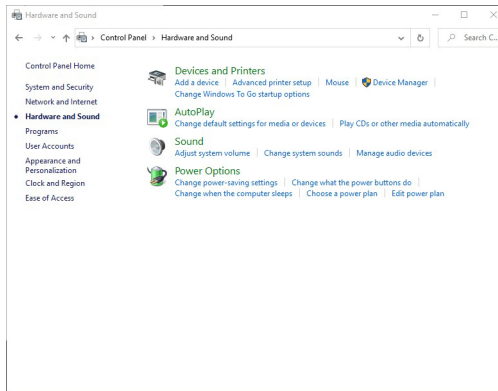 Hardware and Sound
Control Panel › Hardware and Sound
Search C...
Control Panel Home
System and Security
Network and Internet
Hardware and Sound
Programs
User Accounts
Appearance and
Personalization
Clock and Region
Ease of Access
Devices and Printers
Add a device | Advanced printer setup | Mouse | Device Manager |
Change Windows To Go startup options
AutoPlay
Change default settings for media or devices | Play CDs or other media automatically
Sound
Adjust system volume | Change system sounds | Manage audio devices
Power Options
Change power-saving settings | Change what the power buttons do |
Change when the computer sleeps | Choose a power plan | Edit power plan